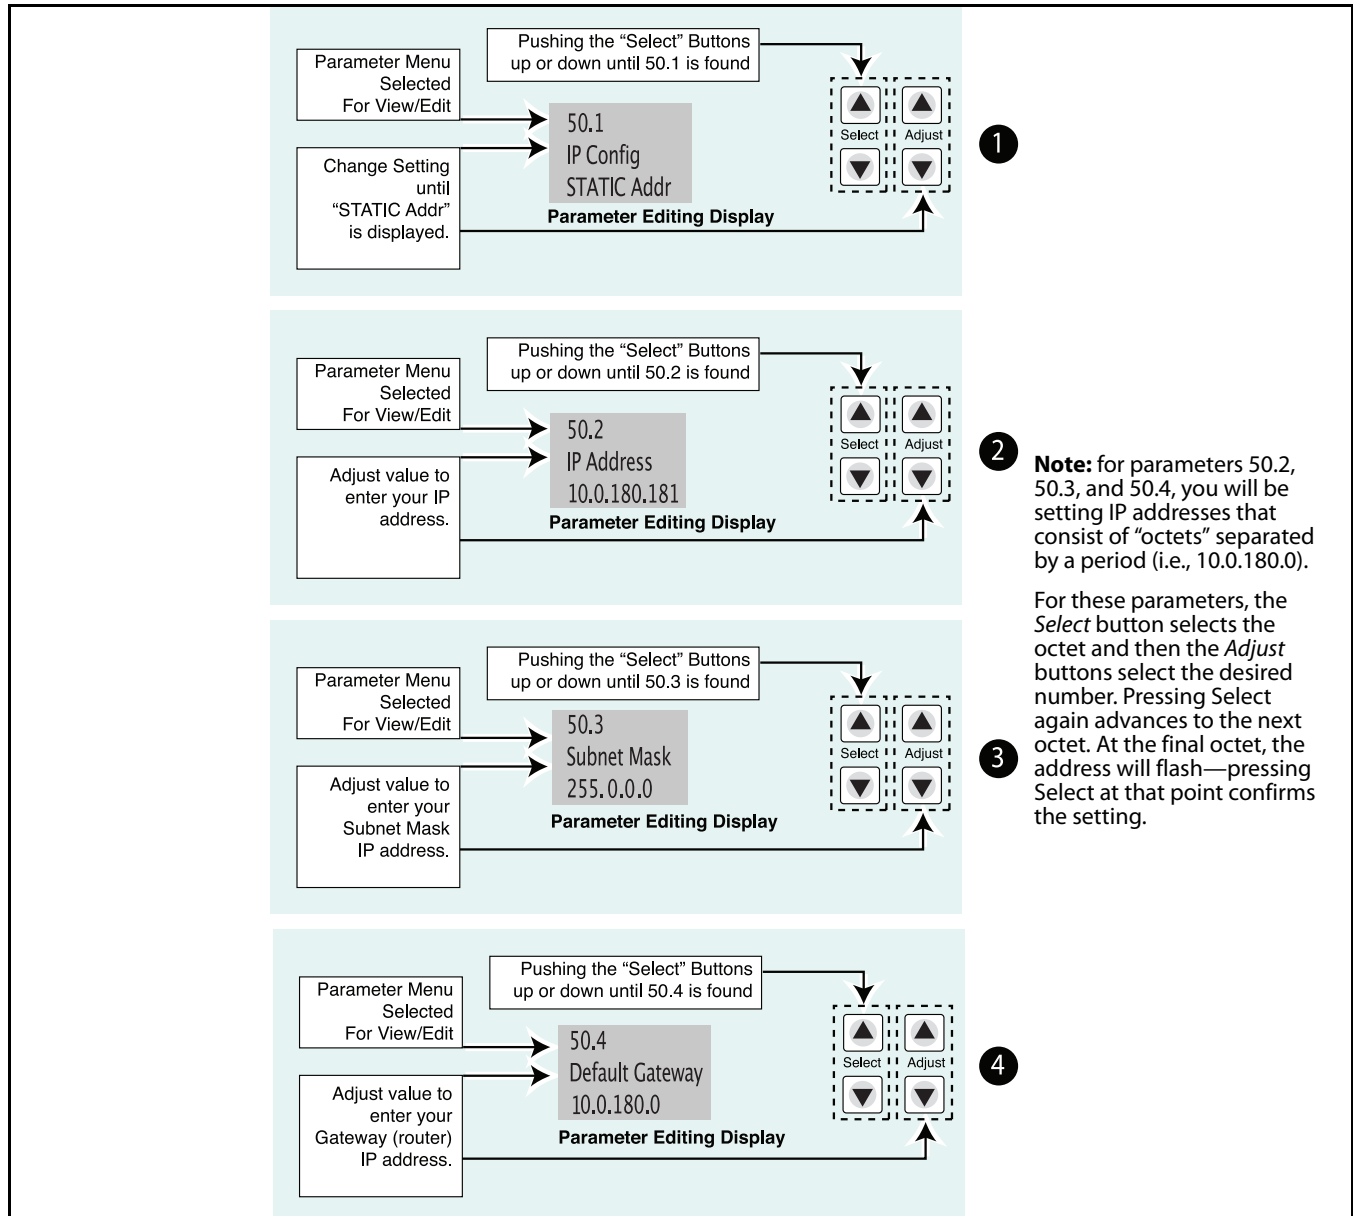 Pushing the “Select” Buttons
up or down until 50.1 is found
Parameter Menu
Selected
For View/Edit
50.1
IP Config
STATIC Addr
Parameter Editing Display
Change Setting
until
“STATIC Addr”
is displayed.
Select
Adjust
1
Pushing the “Select” Buttons
up or down until 50.2 is found
Parameter Menu
Selected
For View/Edit
50.2
IP Address
10.0.180.181
Parameter Editing Display
Adjust value to
enter your IP
address.
Select
Adjust
2
Note: for parameters 50.2,
50.3, and 50.4, you will be
setting IP addresses that
consist of “octets” separated
by a period (i.e., 10.0.180.0).
For these parameters, the
Select button selects the
octet and then the Adjust
buttons select the desired
number. Pressing Select
again advances to the next
octet. At the final octet, the
address will flash—pressing
Select at that point confirms
the setting.
Pushing the “Select” Buttons
up or down until 50.3 is found
Parameter Menu
Selected
For View/Edit
50.3
Subnet Mask
255.0.0.0
Parameter Editing Display
Adjust value to
enter your
Subnet Mask
IP address.
Select
Adjust
3
Pushing the “Select” Buttons
up or down until 50.4 is found
Parameter Menu
Selected
For View/Edit
50.4
Default Gateway
10.0.180.0
Parameter Editing Display
Adjust value to
enter your
Gateway (router)
IP address.
Select
Adjust
4